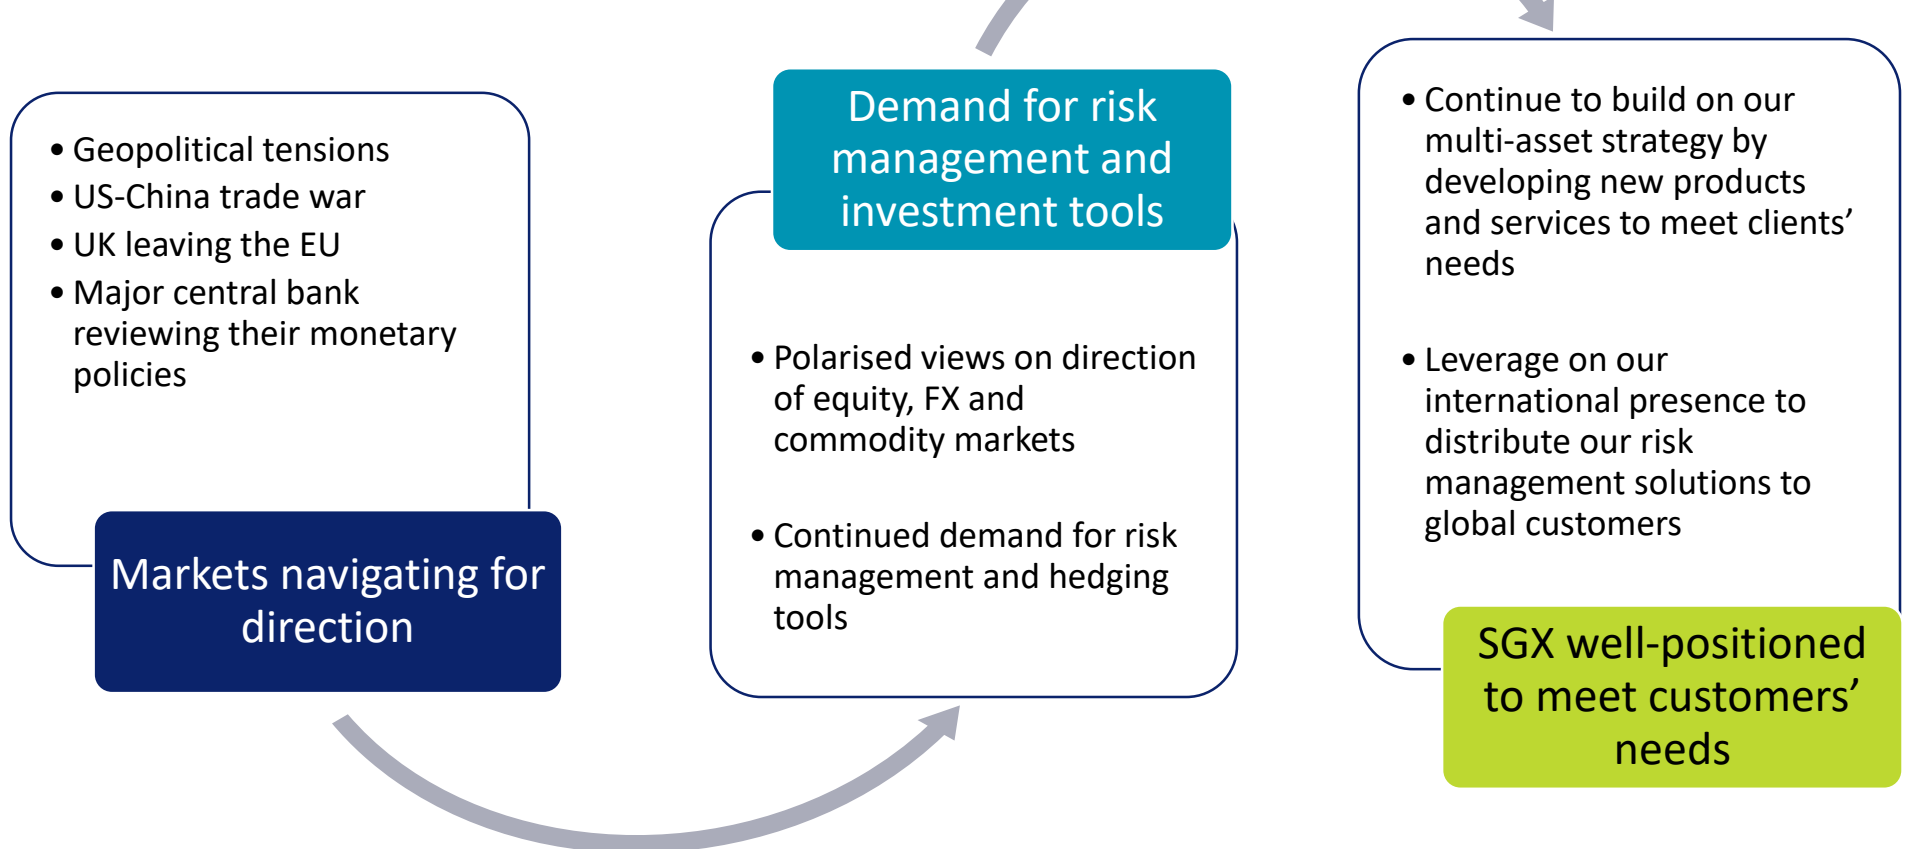 • Geopolitical tensions
• US-China trade war
• UK leaving the EU
• Major central bank
reviewing their monetary
policies
Markets navigating for
direction
Demand for risk
management and
investment tools
• Polarised views on direction
of equity, FX and
commodity markets
• Continued demand for risk
management and hedging
tools
• Continue to build on our
multi-asset strategy by
developing new products
and services to meet clients’
needs
• Leverage on our
international presence to
distribute our risk
management solutions to
global customers
SGX well-positioned
to meet customers’
needs